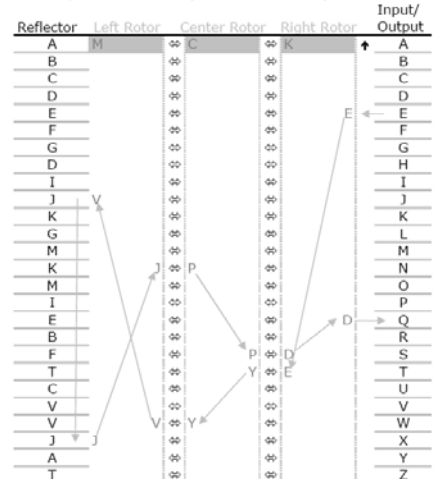 Input/
Reflector Left Rotor Center Rotor Right Rotor Output
A M ⇔ C ⇔ K ↑ A
B ⇔ ⇔ B
C ⇔ ⇔ C
D ⇔ ⇔ D
E ⇔ ⇔ E E
F ⇔ ⇔ F
G ⇔ ⇔ G
D ⇔ ⇔ H
I ⇔ ⇔ I
J V ⇔ ⇔ J
K ⇔ ⇔ K
G ⇔ ⇔ L
M ⇔ ⇔ M
K J ⇔ P ⇔ N
M ⇔ ⇔ O
I ⇔ ⇔ P
E ⇔ ⇔ D Q
B ⇔ ⇔ R
F ⇔ P ⇔ D S
T ⇔ Y ⇔ E T
C ⇔ ⇔ U
V ⇔ ⇔ V
V V ⇔ Y ⇔ W
J J ⇔ ⇔ X
A ⇔ ⇔ Y
T ⇔ ⇔ Z